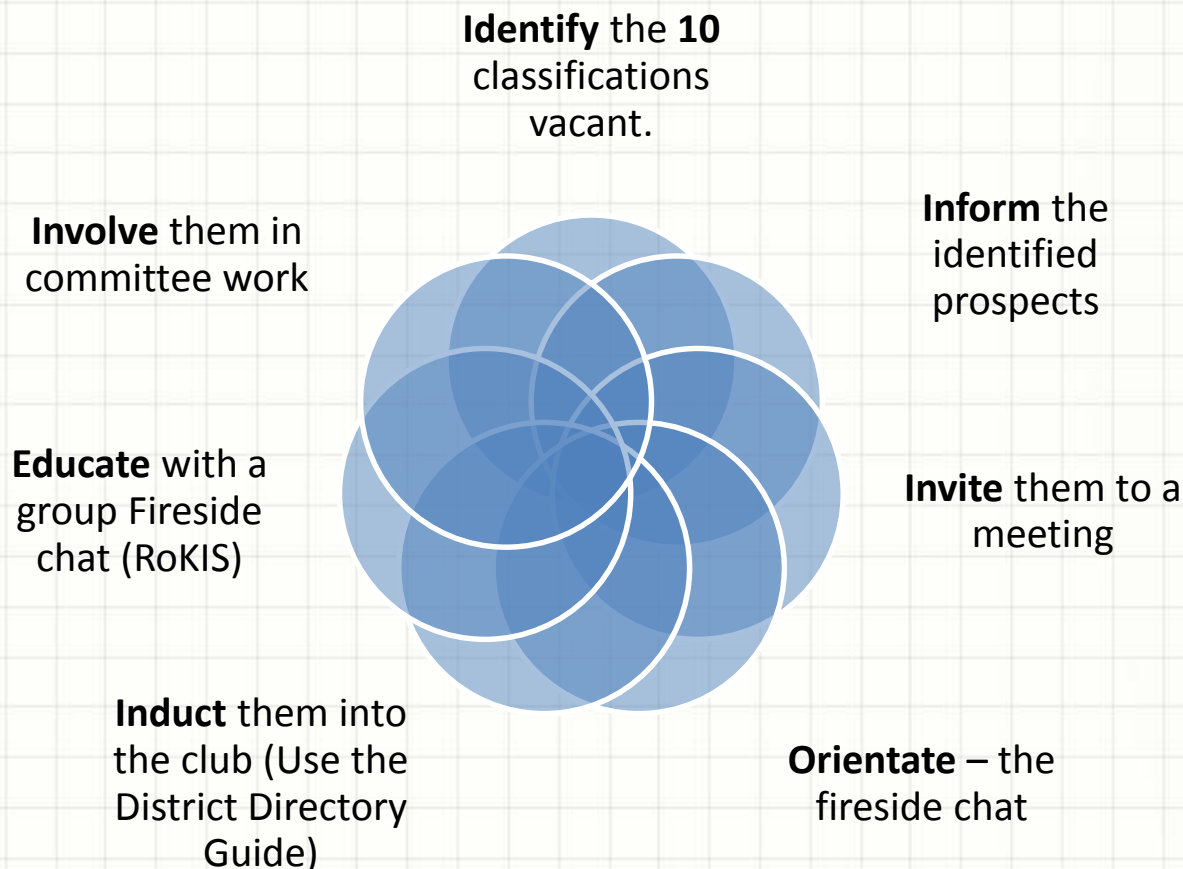 Identify the 10
classifications
vacant.
Inform the
identified
prospects
Invite them to a
meeting
Orientate – the
fireside chat
Induct them into
the club (Use the
District Directory
Guide)
Educate with a
group Fireside
chat (RoKIS)
Involve them in
committee work